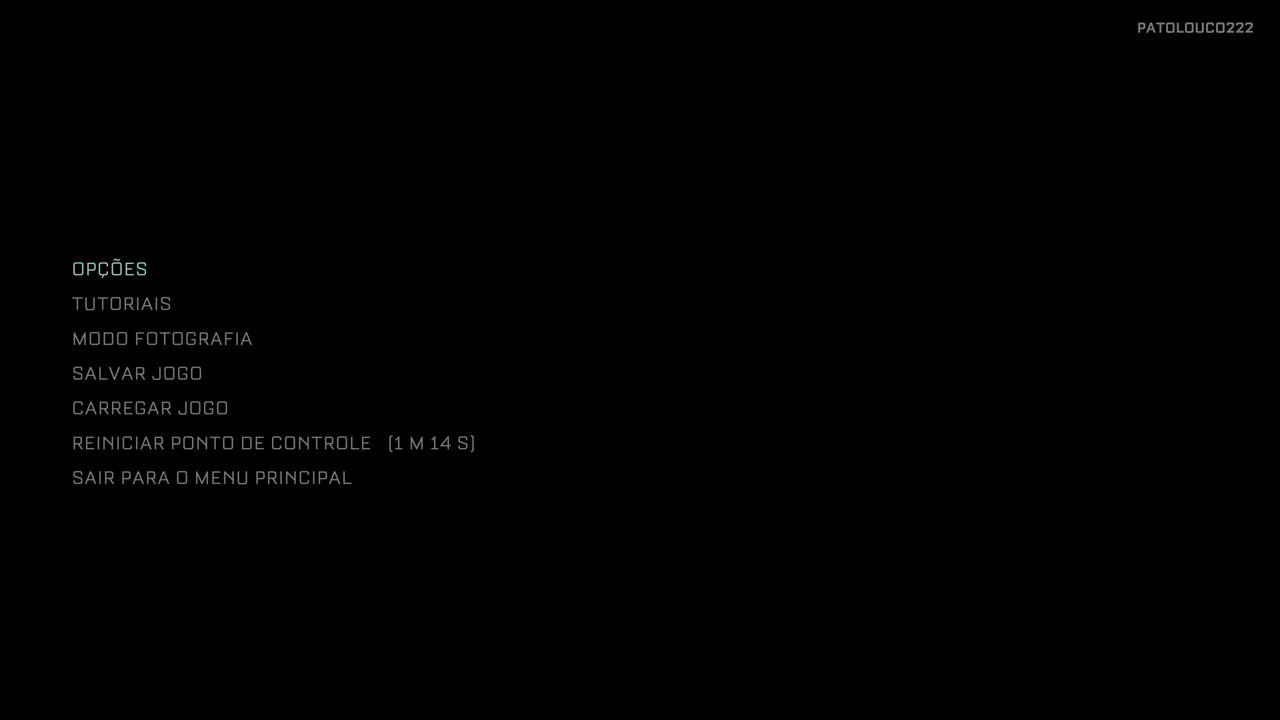 PATOLOUCO222
OPÇÕES
TUTORIAIS
MODO FOTOGRAFIA
SALVAR JOGO
CARREGAR JOGO
REINICIAR PONTO DE CONTROLE (1 M 14 S)
SAIR PARA O MENU PRINCIPAL